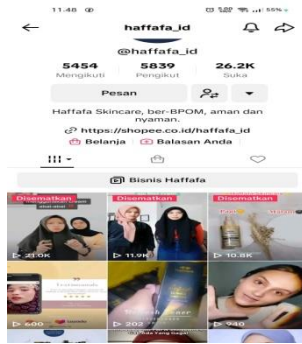 11.48
55%
haffafa_id
@haffafa_id
5454 5839 26.2K
Mengikuti Pengikut Suka
Pesan
Haffafa Skincare, ber-BPOM, aman dan
nyaman.
https://shopee.co.id/haffafa_id
Belanja Balasan Anda
Bisnis Haffafa
Disematkan Disematkan Disematkan
21.0K 11.9K 10.8K
Testimonials
600 202 940